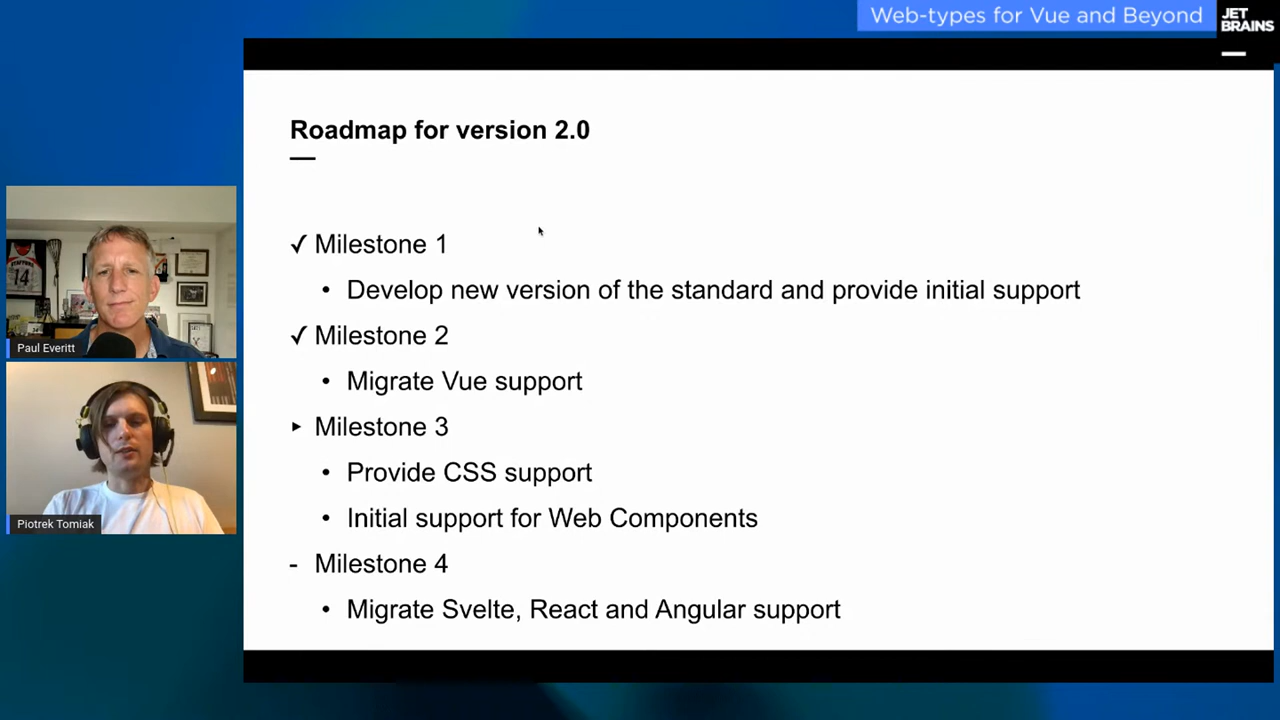 Web-types for Vue and Beyond
JET
BRAINS
Roadmap for version 2.0
✓ Milestone 1
• Develop new version of the standard and provide initial support
✓ Milestone 2
• Migrate Vue support
▸ Milestone 3
• Provide CSS support
• Initial support for Web Components
- Milestone 4
• Migrate Svelte, React and Angular support
14
Paul Everitt
Piotrek Tomiak